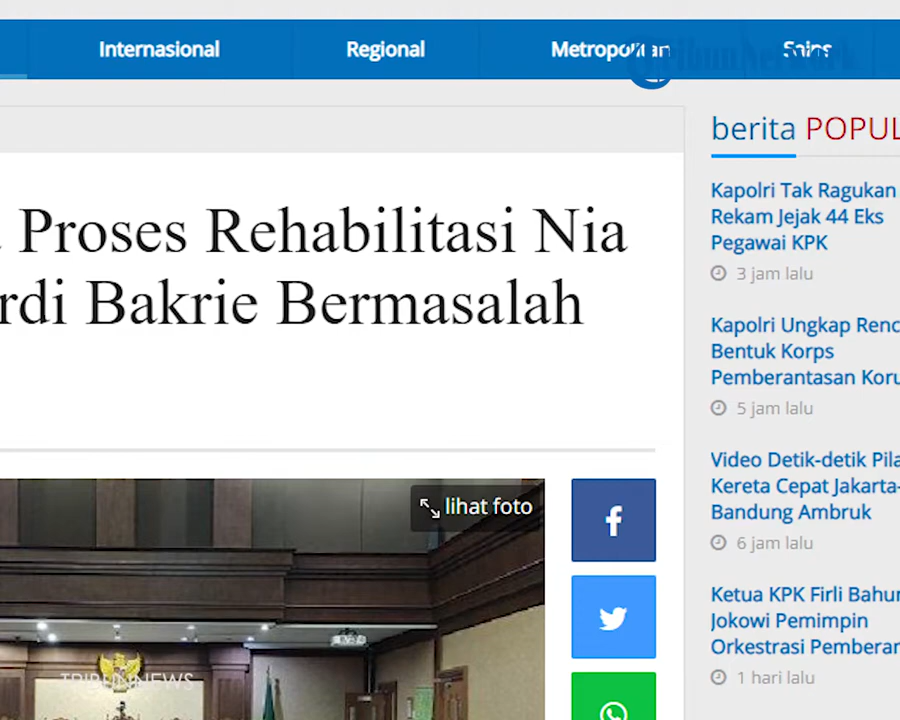 Internasional Regional Metropolitan Sains
Proses Rehabilitasi Nia
rdi Bakrie Bermasalah
lihat foto
TRIBUNNEWS
berita POPUL
Kapolri Tak Ragukan
Rekam Jejak 44 Eks
Pegawai KPK
3 jam lalu
Kapolri Ungkap Renc
Bentuk Korps
Pemberantasan Koru
5 jam lalu
Video Detik-detik Pila
Kereta Cepat Jakarta-
Bandung Ambruk
6 jam lalu
Ketua KPK Firli Bahur
Jokowi Pemimpin
Orkestrasi Pemberan
1 hari lalu